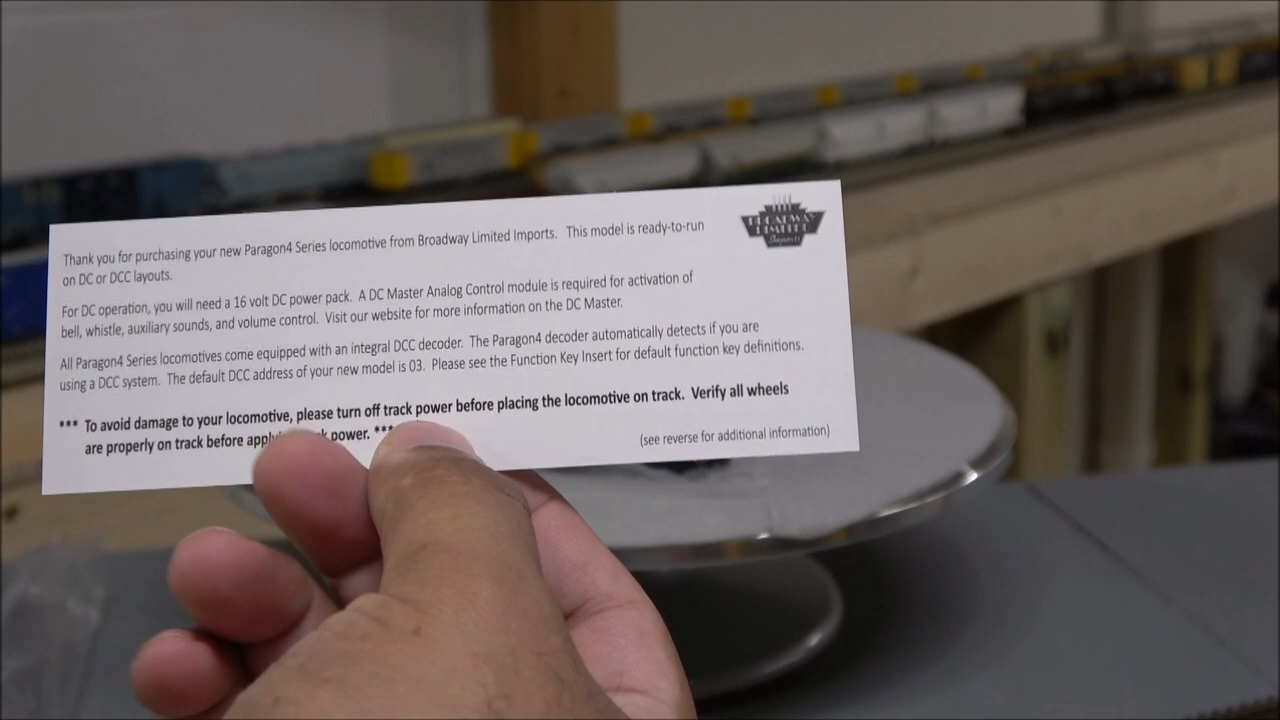 THE
BROADWAY
LIMITED
Imports
Thank you for purchasing your new Paragon4 Series locomotive from Broadway Limited Imports. This model is ready-to-run
on DC or DCC layouts.
For DC operation, you will need a 16 volt DC power pack. A DC Master Analog Control module is required for activation of
bell, whistle, auxiliary sounds, and volume control. Visit our website for more information on the DC Master.
All Paragon4 Series locomotives come equipped with an integral DCC decoder. The Paragon4 decoder automatically detects if you are
using a DCC system. The default DCC address of your new model is 03. Please see the Function Key Insert for default function key definitions.
*** To avoid damage to your locomotive, please turn off track power before placing the locomotive on track. Verify all wheels
are properly on track before power. ***
(see reverse for additional information)